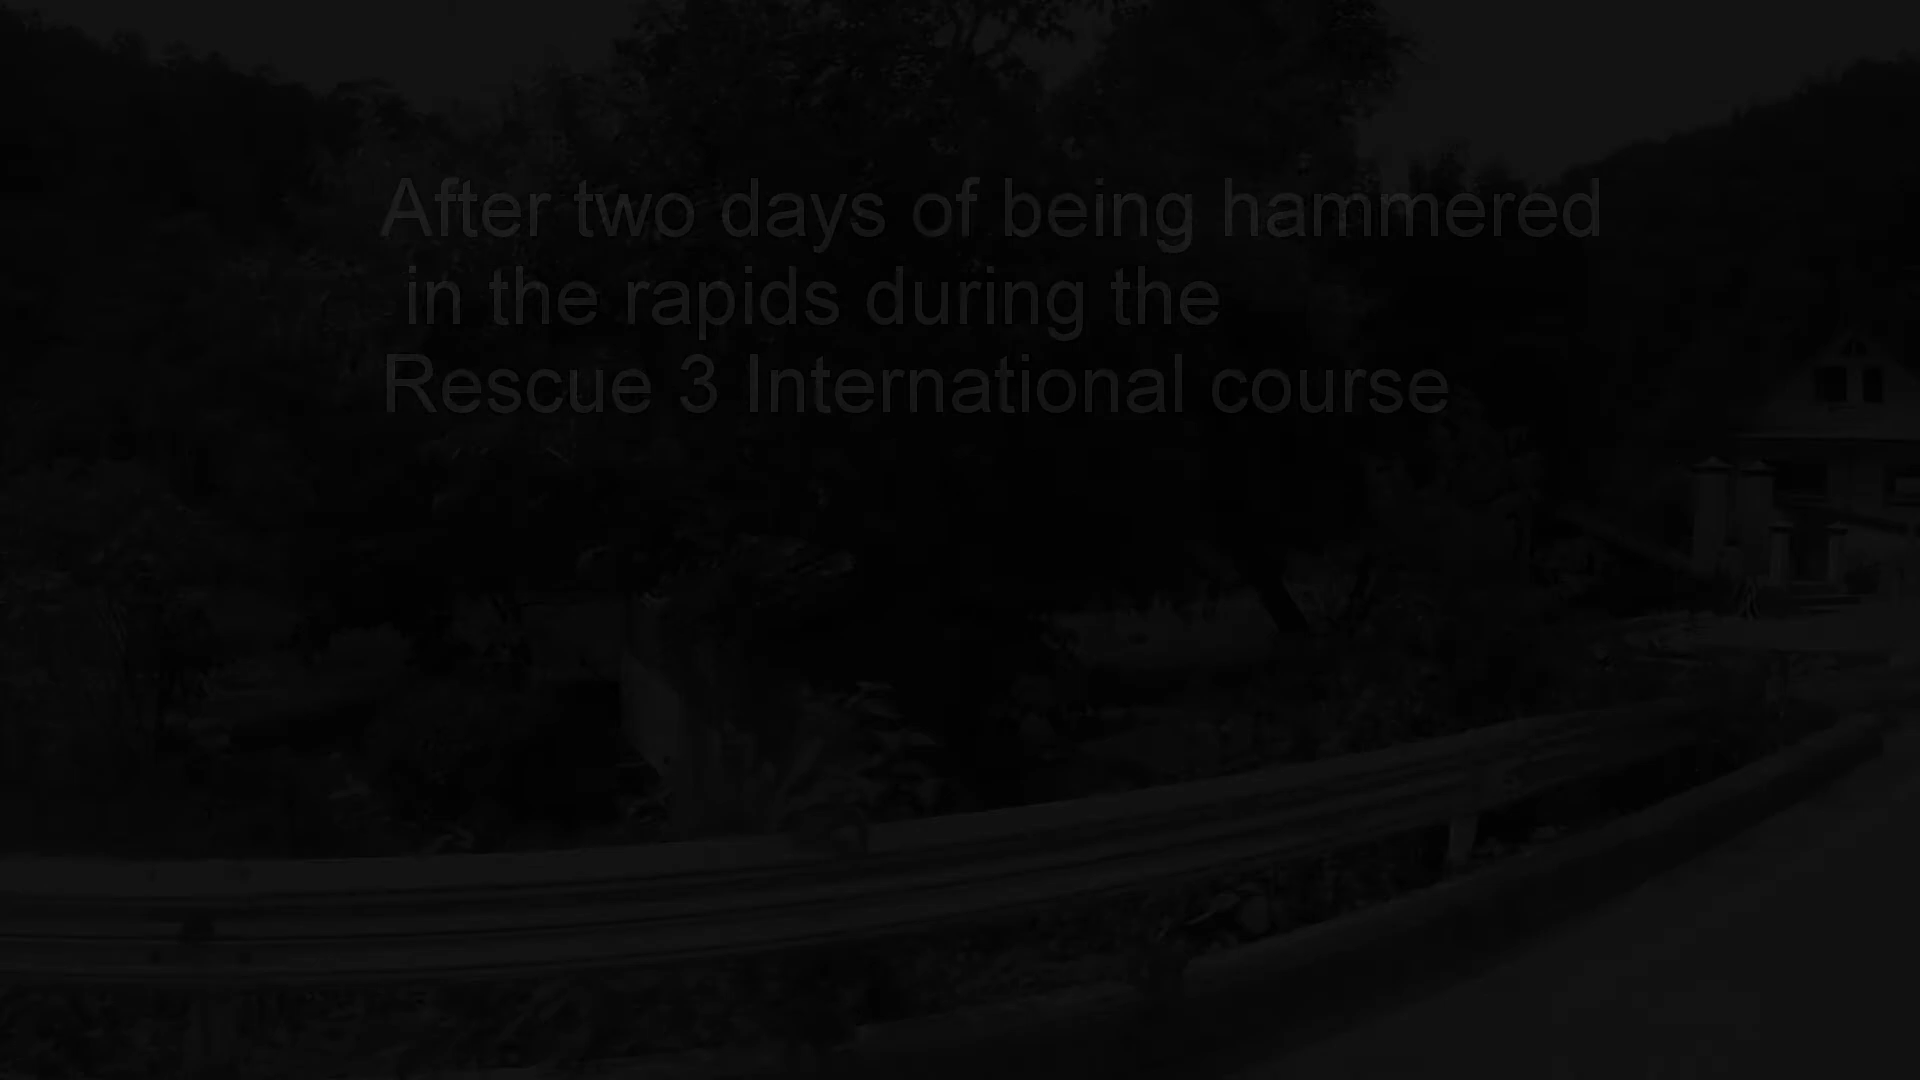 After two days of being hammered
in the rapids during the
Rescue 3 International course